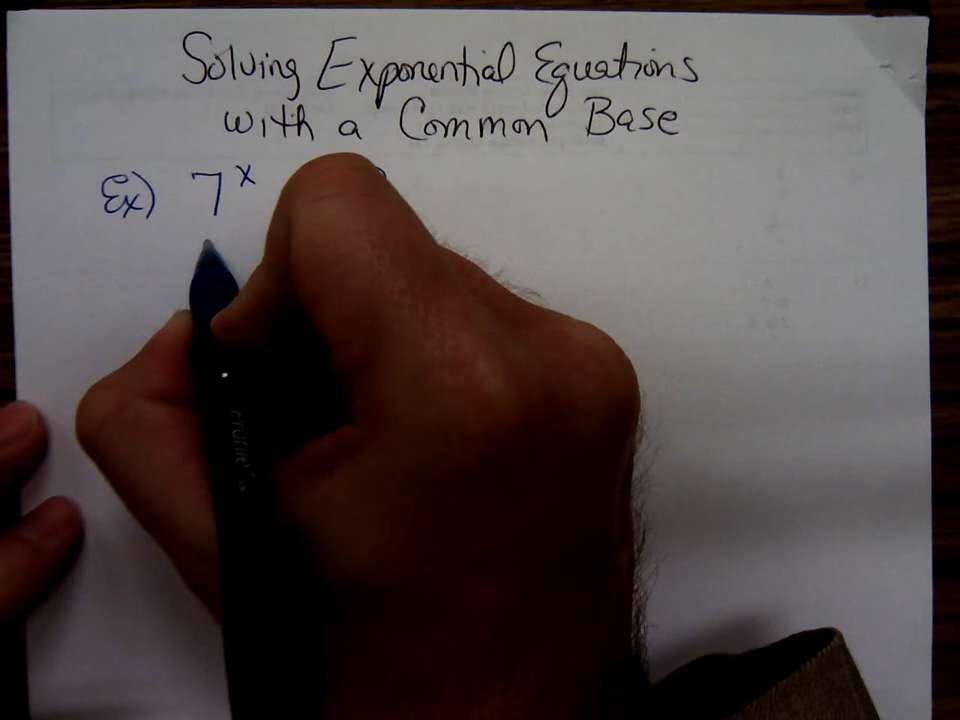 Solving Exponential Equations
with a Common Base
Ex) 7^x